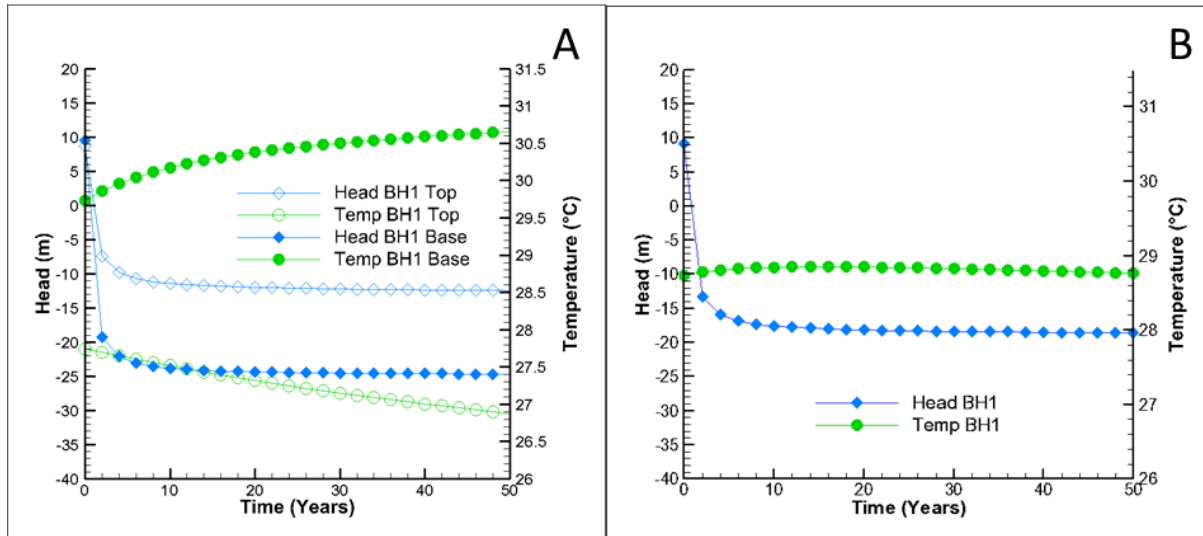 A
20
15
10
5
0
-5
-10
-15
-20
-25
-30
-35
-40
Head (m)
0 10 20 30 40 50
Time (Years)
31.5
31
30.5
30
29.5
29
28.5
28
27.5
27
26.5
26
Temperature (°C)
Head BH1 Top
Temp BH1 Top
Head BH1 Base
Temp BH1 Base
B
20
15
10
5
0
-5
-10
-15
-20
-25
-30
-35
-40
Head (m)
0 10 20 30 40 50
Time (Years)
31
30
29
28
27
26
Temperature (°C)
Head BH1
Temp BH1